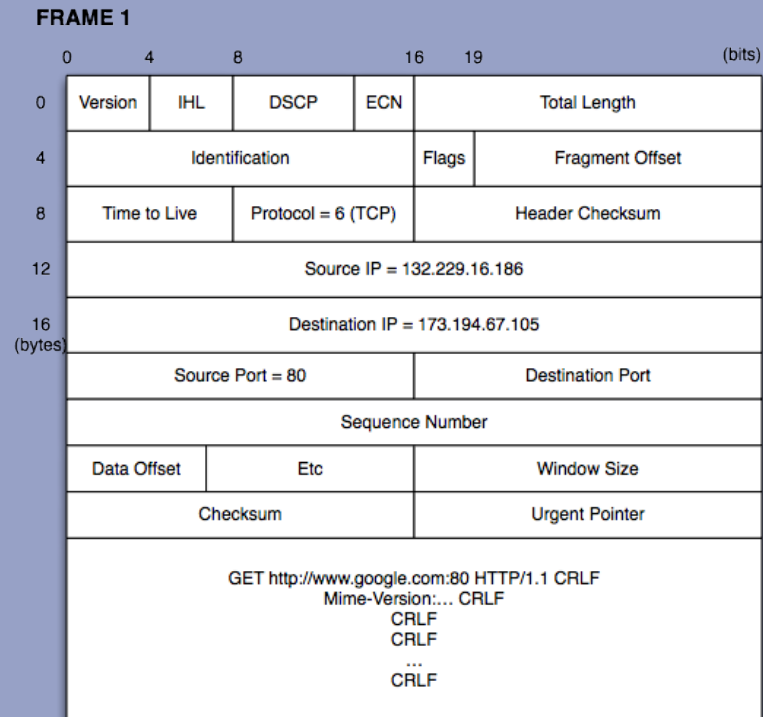 FRAME 1
0 4 8 16 19 (bits)
0 Version IHL DSCP ECN Total Length
4 Identification Flags Fragment Offset
8 Time to Live Protocol = 6 (TCP) Header Checksum
12 Source IP = 132.229.16.186
16 Destination IP = 173.194.67.105
(bytes)
Source Port = 80 Destination Port
Sequence Number
Data Offset Etc Window Size
Checksum Urgent Pointer
GET http://www.google.com:80 HTTP/1.1 CRLF
Mime-Version:... CRLF
CRLF
CRLF
...
CRLF